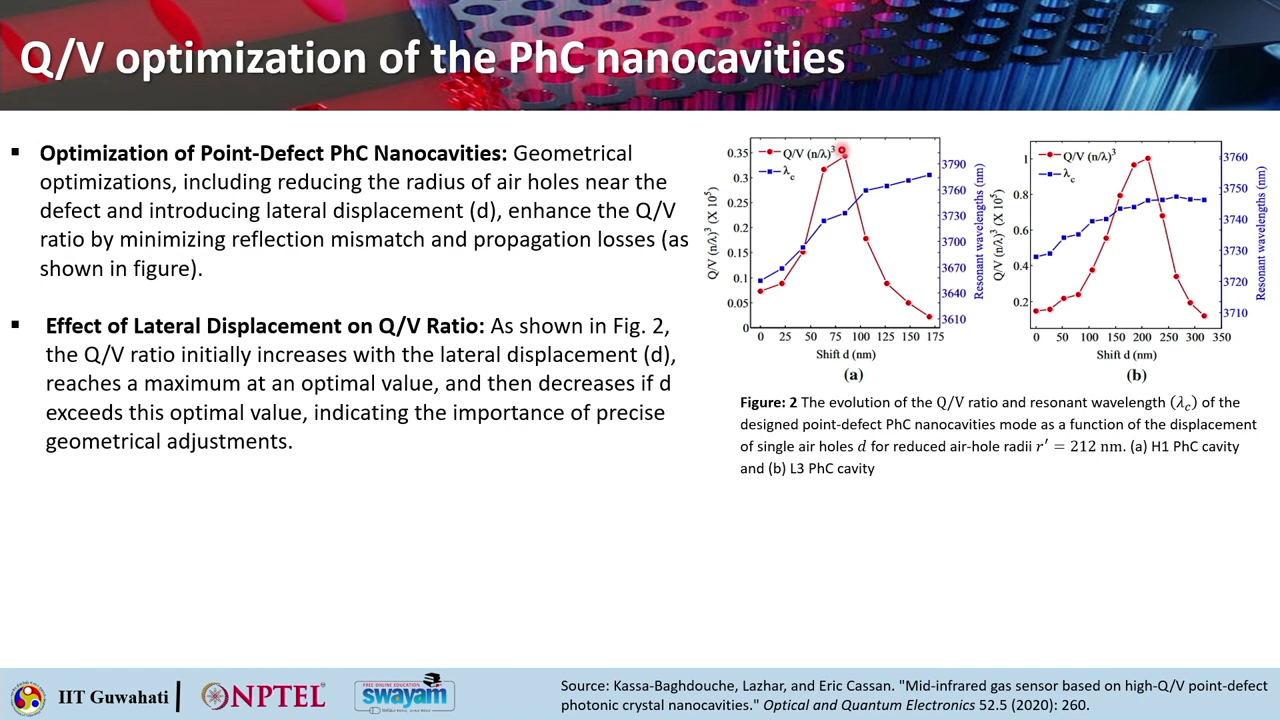 Q/V optimization of the PhC nanocavities
▪ Optimization of Point-Defect PhC Nanocavities: Geometrical
optimizations, including reducing the radius of air holes near the
defect and introducing lateral displacement (d), enhance the Q/V
ratio by minimizing reflection mismatch and propagation losses (as
shown in figure).
▪ Effect of Lateral Displacement on Q/V Ratio: As shown in Fig. 2,
the Q/V ratio initially increases with the lateral displacement (d),
reaches a maximum at an optimal value, and then decreases if d
exceeds this optimal value, indicating the importance of precise
geometrical adjustments.
Q/V (n/λ)³ (X 10⁵)
0.35
0.3
0.25
0.2
0.15
0.1
0.05
0
Q/V (n/λ)³
λc
3790
3760
3730
3700
3670
3640
3610
Resonant wavelengths (nm)
0 25 50 75 100 125 150 175
Shift d (nm)
(a)
Q/V (n/λ)³ (X 10⁵)
1
0.8
0.6
0.4
0.2
Q/V (n/λ)³
λc
3760
3750
3740
3730
3720
3710
Resonant wavelengths (nm)
0 50 100 150 200 250 300 350
Shift d (nm)
(b)
Figure: 2 The evolution of the Q/V ratio and resonant wavelength (λc) of the
designed point-defect PhC nanocavities mode as a function of the displacement
of single air holes d for reduced air-hole radii r′ = 212 nm. (a) H1 PhC cavity
and (b) L3 PhC cavity
IIT Guwahati
NPTEL
FREE ONLINE EDUCATION
swayam
Source: Kassa-Baghdouche, Lazhar, and Eric Cassan. "Mid-infrared gas sensor based on high-Q/V point-defect
photonic crystal nanocavities." Optical and Quantum Electronics 52.5 (2020): 260.